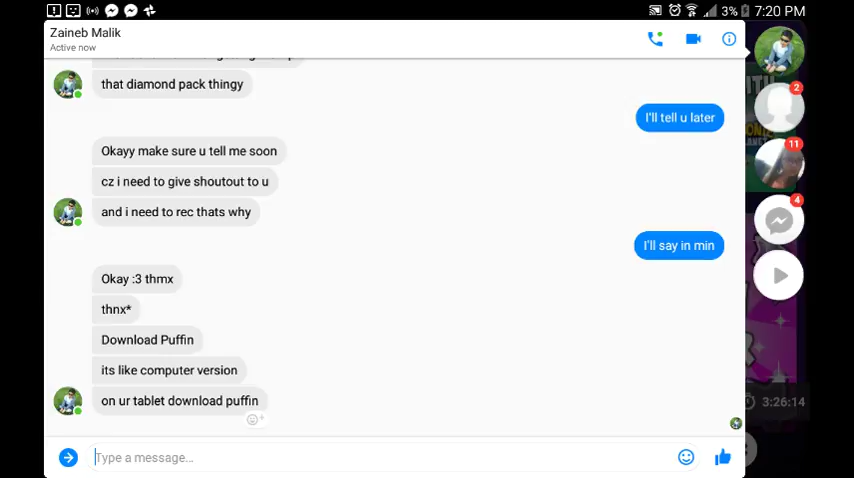 3% 7:20 PM
Zaineb Malik
Active now
that diamond pack thingy
I'll tell u later
Okayy make sure u tell me soon
cz i need to give shoutout to u
and i need to rec thats why
I'll say in min
Okay :3 thmx
thnx*
Download Puffin
its like computer version
on ur tablet download puffin
Type a message...
2
11
4
3:26:14